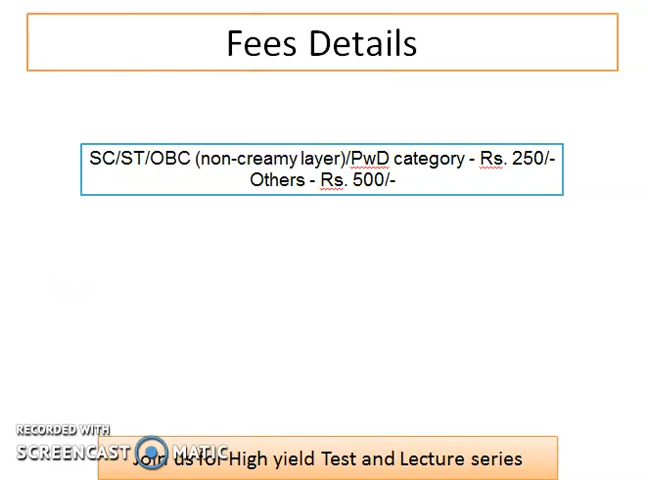 Fees Details
SC/ST/OBC (non-creamy layer)/PwD category - Rs. 250/-
Others - Rs. 500/-
RECORDED WITH
SCREENCAST MATIC
Join us for High yield Test and Lecture series